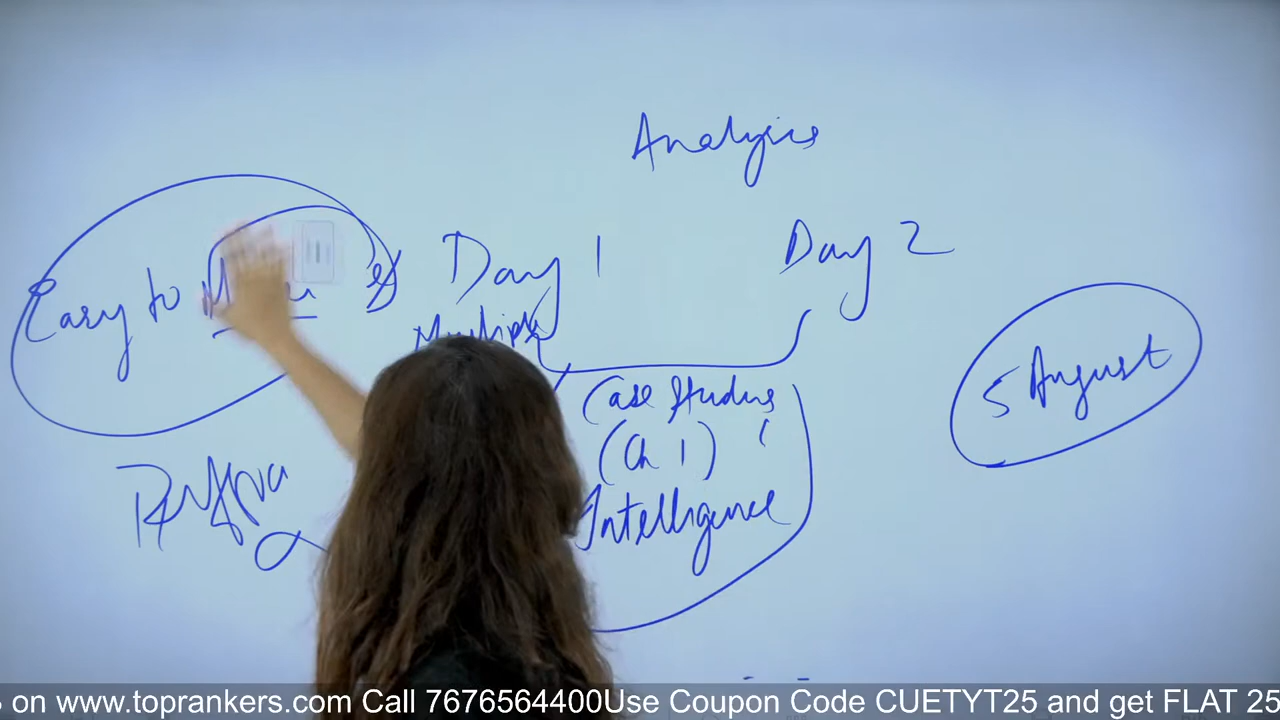 Analysis
Easy to
Day 1
Day 2
Case Studies
(Ch 1)
Intelligence
5 August
on www.toprankers.com Call 7676564400Use Coupon Code CUETYT25 and get FLAT 25